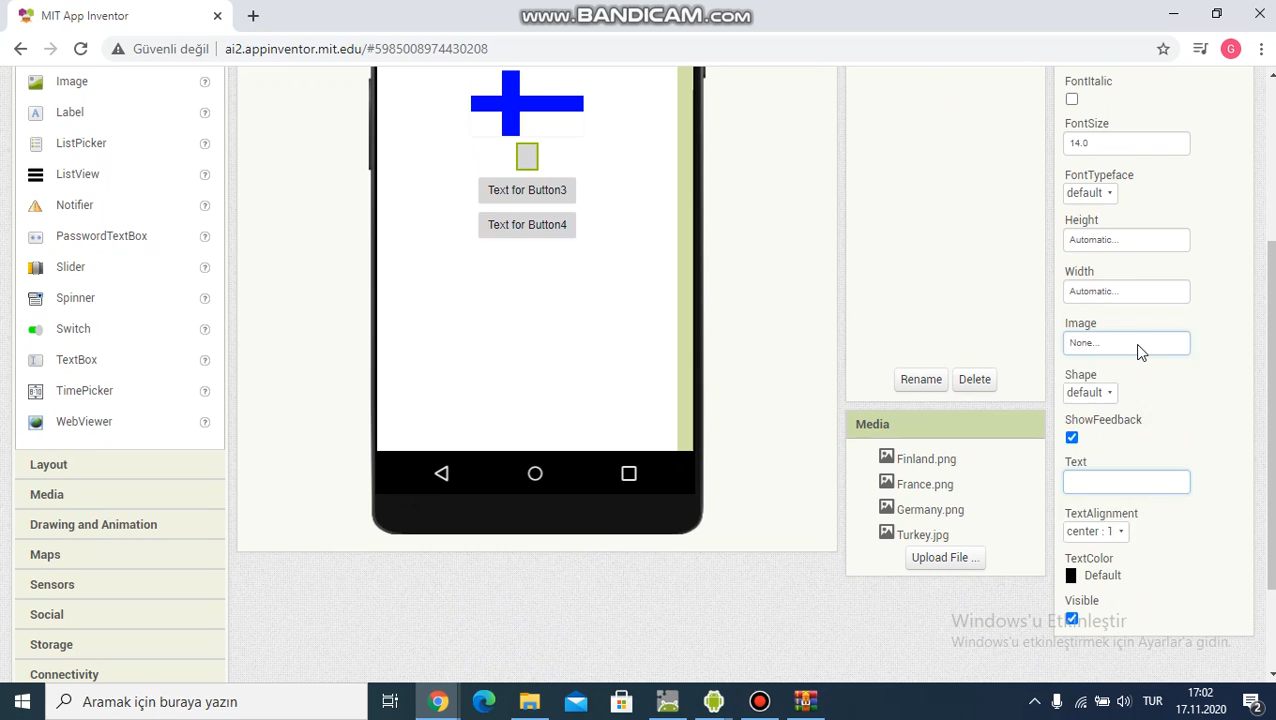 MIT App Inventor
www.BANDICAM.com
Güvenli değil
ai2.appinventor.mit.edu/#5985008974430208
G
Image
Label
ListPicker
ListView
Notifier
PasswordTextBox
Slider
Spinner
Switch
TextBox
TimePicker
WebViewer
Layout
Media
Drawing and Animation
Maps
Sensors
Social
Storage
Connectivity
Text for Button3
Text for Button4
Rename
Delete
Media
Finland.png
France.png
Germany.png
Turkey.jpg
Upload File ...
FontItalic
FontSize
14.0
FontTypeface
default
Height
Automatic...
Width
Automatic...
Image
None...
Shape
default
ShowFeedback
Text
TextAlignment
center : 1
TextColor
Default
Visible
Windows'u Etkinleştir
Windows'u etkinleştirmek için Ayarlar'a gidin.
Aramak için buraya yazın
TUR
17:02
17.11.2020
2